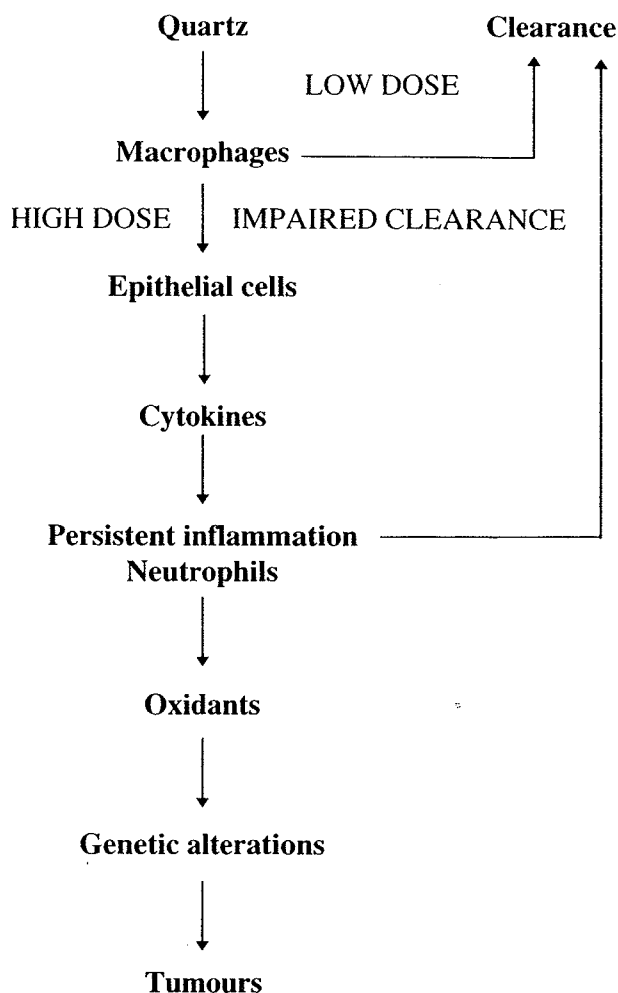 Quartz
Clearance
LOW DOSE
Macrophages
HIGH DOSE
IMPAIRED CLEARANCE
Epithelial cells
Cytokines
Persistent inflammation
Neutrophils
Oxidants
Genetic alterations
Tumours